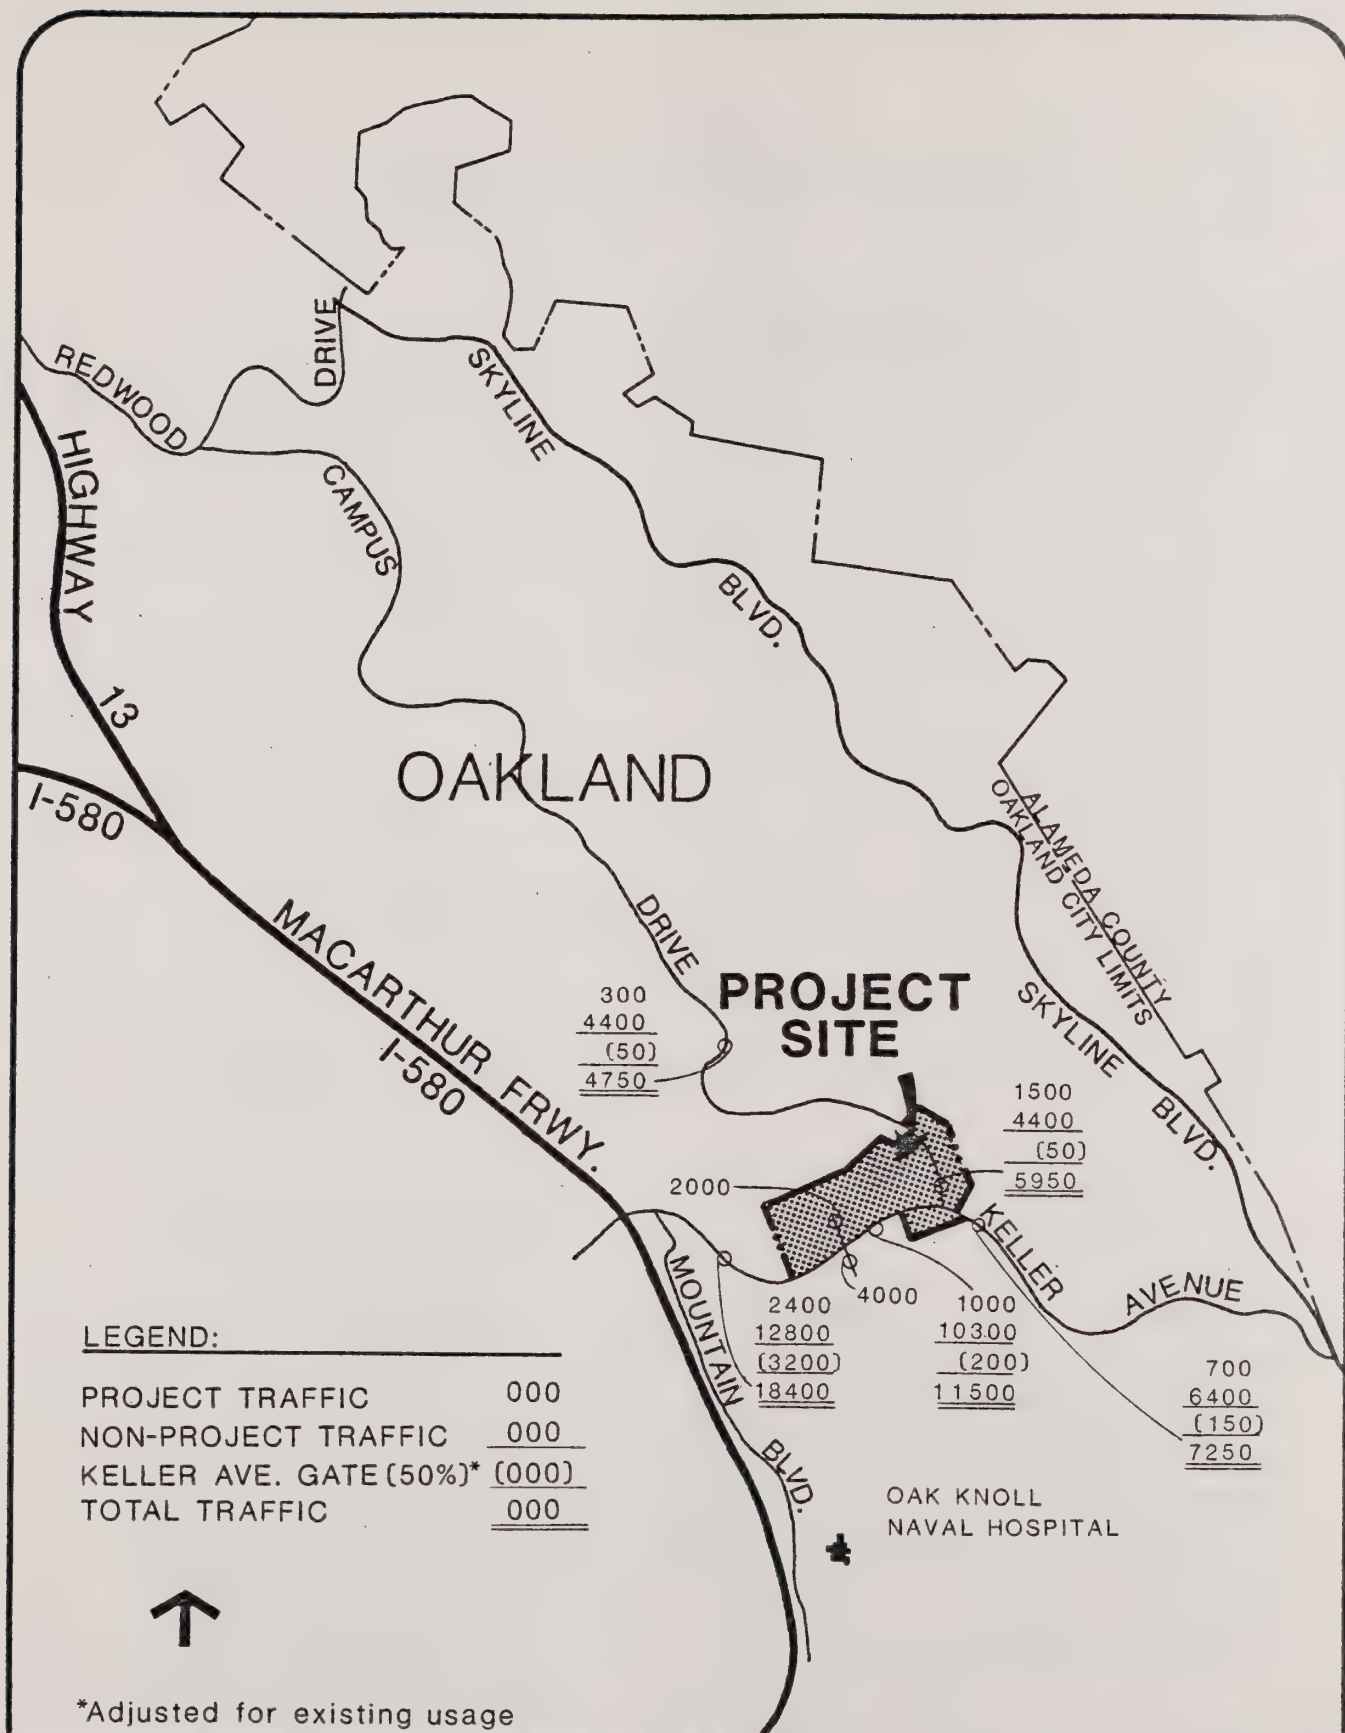 REDWOOD
DRIVE
SKYLINE
HIGHWAY
CAMPUS
BLVD.
13
OAKLAND
I-580
ALAMEDA COUNTY
OAKLAND CITY LIMITS
MACARTHUR FRWY.
I-580
DRIVE
PROJECT
SITE
SKYLINE
BLVD.
300
4400
(50)
4750
1500
4400
(50)
5950
2000
KELLER
AVENUE
MOUNTAIN
BLVD.
4000
2400
12800
(3200)
18400
1000
10300
(200)
11500
700
6400
(150)
7250
LEGEND:
PROJECT TRAFFIC 000
NON-PROJECT TRAFFIC 000
KELLER AVE. GATE (50%)* (000)
TOTAL TRAFFIC 000
OAK KNOLL
NAVAL HOSPITAL
*Adjusted for existing usage